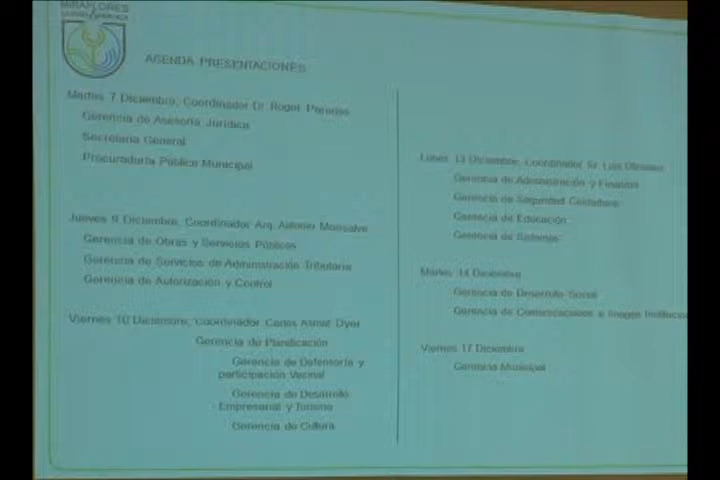 MIRAFLORES
AGENDA PRESENTACIONES
Martes 7 Diciembre, Coordinador Dr. Roger
Gerencia de Asesoría Jurídica
Secretaria General
Procuraduría Público Municipal
Jueves 9 Diciembre, Coordinador Arq. Antonio Monsalve
Gerencia de Obras y Servicios Públicos
Gerencia de Servicios de Administración Tributaria
Gerencia de Autorización y Control
Viernes 10 Diciembre, Coordinador Carlos Dyer
Gerencia de Planificación
Gerencia de Defensoría y
participación Vecinal
Gerencia de Desarrollo
Empresarial y Turismo
Gerencia de Cultura
Lunes 13 Diciembre, Coordinador Sr. Luis
Gerencia de Administración y Finanzas
Gerencia de Seguridad Ciudadana
Gerencia de Educación
Gerencia de Sistemas
Martes 14 Diciembre
Gerencia de Desarrollo Social
Gerencia de Comunicaciones e Imagen
Viernes 17 Diciembre
Gerencia Municipal